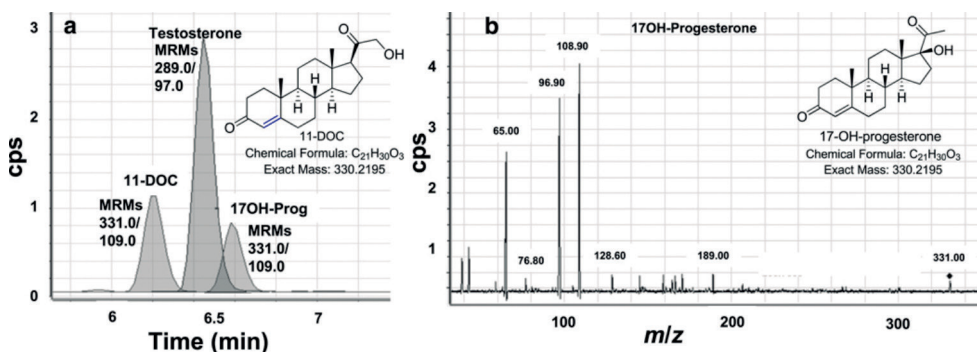 a
cps
3
2
1
0
Testosterone
MRMs
289.0/
97.0
11-DOC
MRMs
331.0/
109.0
17OH-Prog
MRMs
331.0/
109.0
O
OH
H
H
H
O
11-DOC
Chemical Formula: C₂₁H₃₀O₃
Exact Mass: 330.2195
6
6.5
7
Time (min)
b
cps
4
3
2
1
17OH-Progesterone
108.90
96.90
65.00
76.80
128.60
189.00
331.00
O
OH
H
H
H
O
17-OH-progesterone
Chemical Formula: C₂₁H₃₀O₃
Exact Mass: 330.2195
100
200
300
m/z